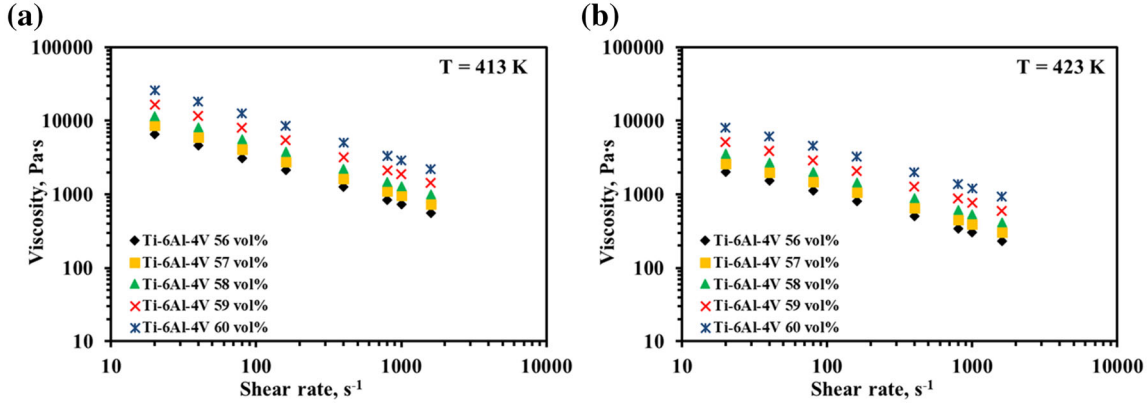 (a)
100000
10000
1000
100
10
Viscosity, Pa·s
T = 413 K
Ti-6Al-4V 56 vol%
Ti-6Al-4V 57 vol%
Ti-6Al-4V 58 vol%
Ti-6Al-4V 59 vol%
Ti-6Al-4V 60 vol%
10
100
1000
10000
Shear rate, s⁻¹
(b)
100000
10000
1000
100
10
Viscosity, Pa·s
T = 423 K
Ti-6Al-4V 56 vol%
Ti-6Al-4V 57 vol%
Ti-6Al-4V 58 vol%
Ti-6Al-4V 59 vol%
Ti-6Al-4V 60 vol%
10
100
1000
10000
Shear rate, s⁻¹